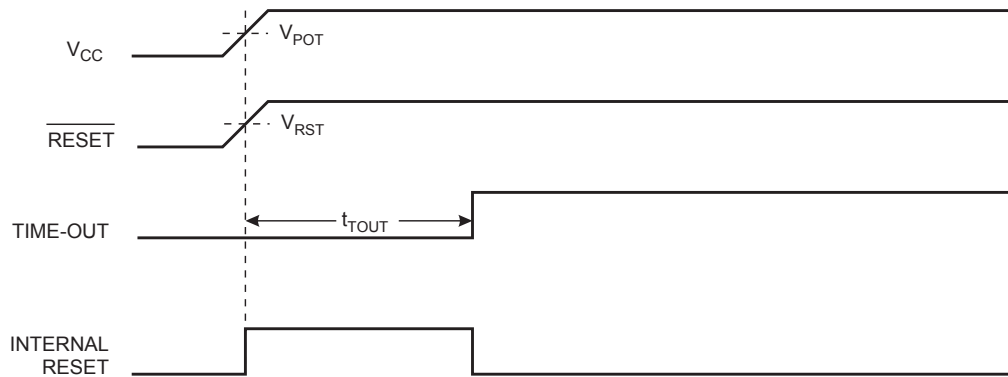 V_POT
V_CC
V_RST
RESET
t_TOUT
TIME-OUT
INTERNAL
RESET